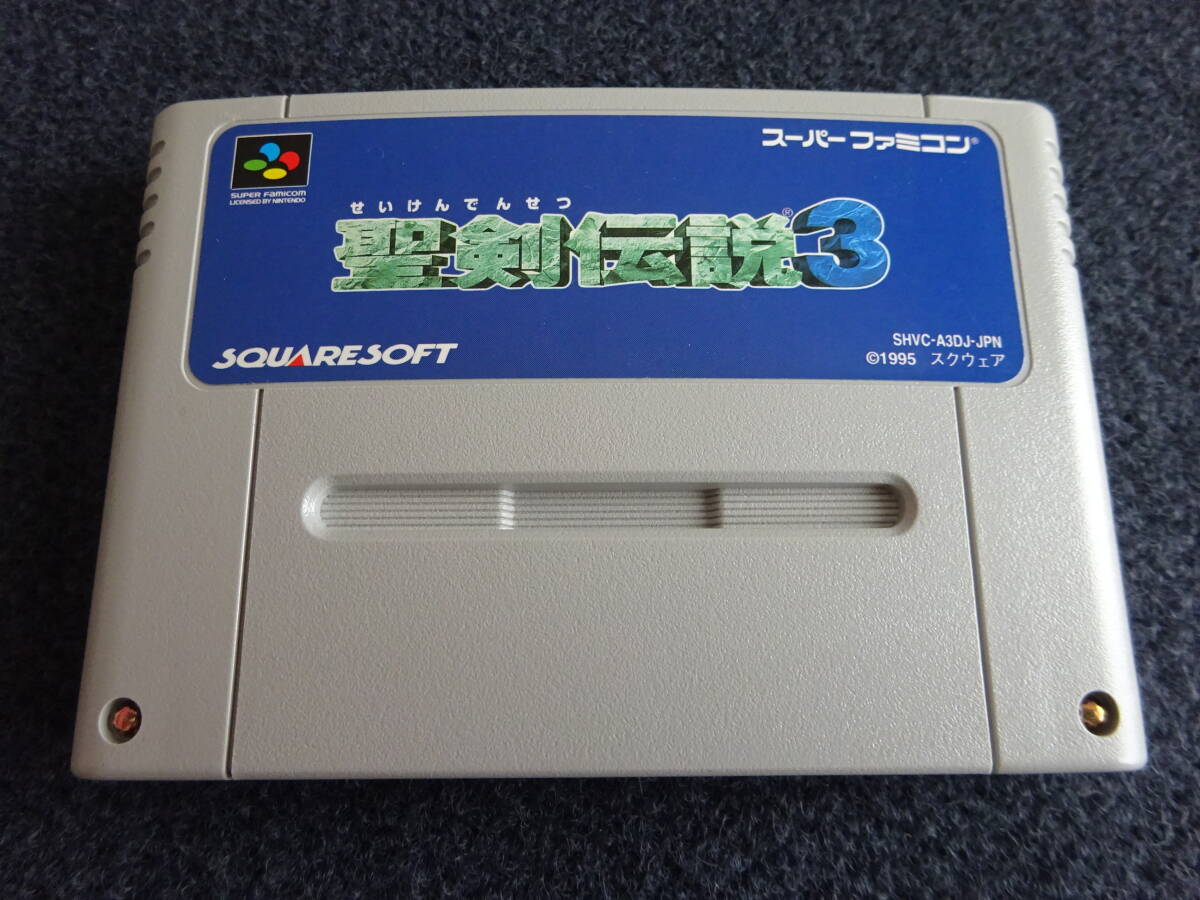 スーパーファミコン®
SUPER FAMICOM
LICENSED BY NINTENDO
せいけんでんせつ
聖剣伝説®3
SQUARESOFT
SHVC-A3DJ-JPN
©1995 スクウェア